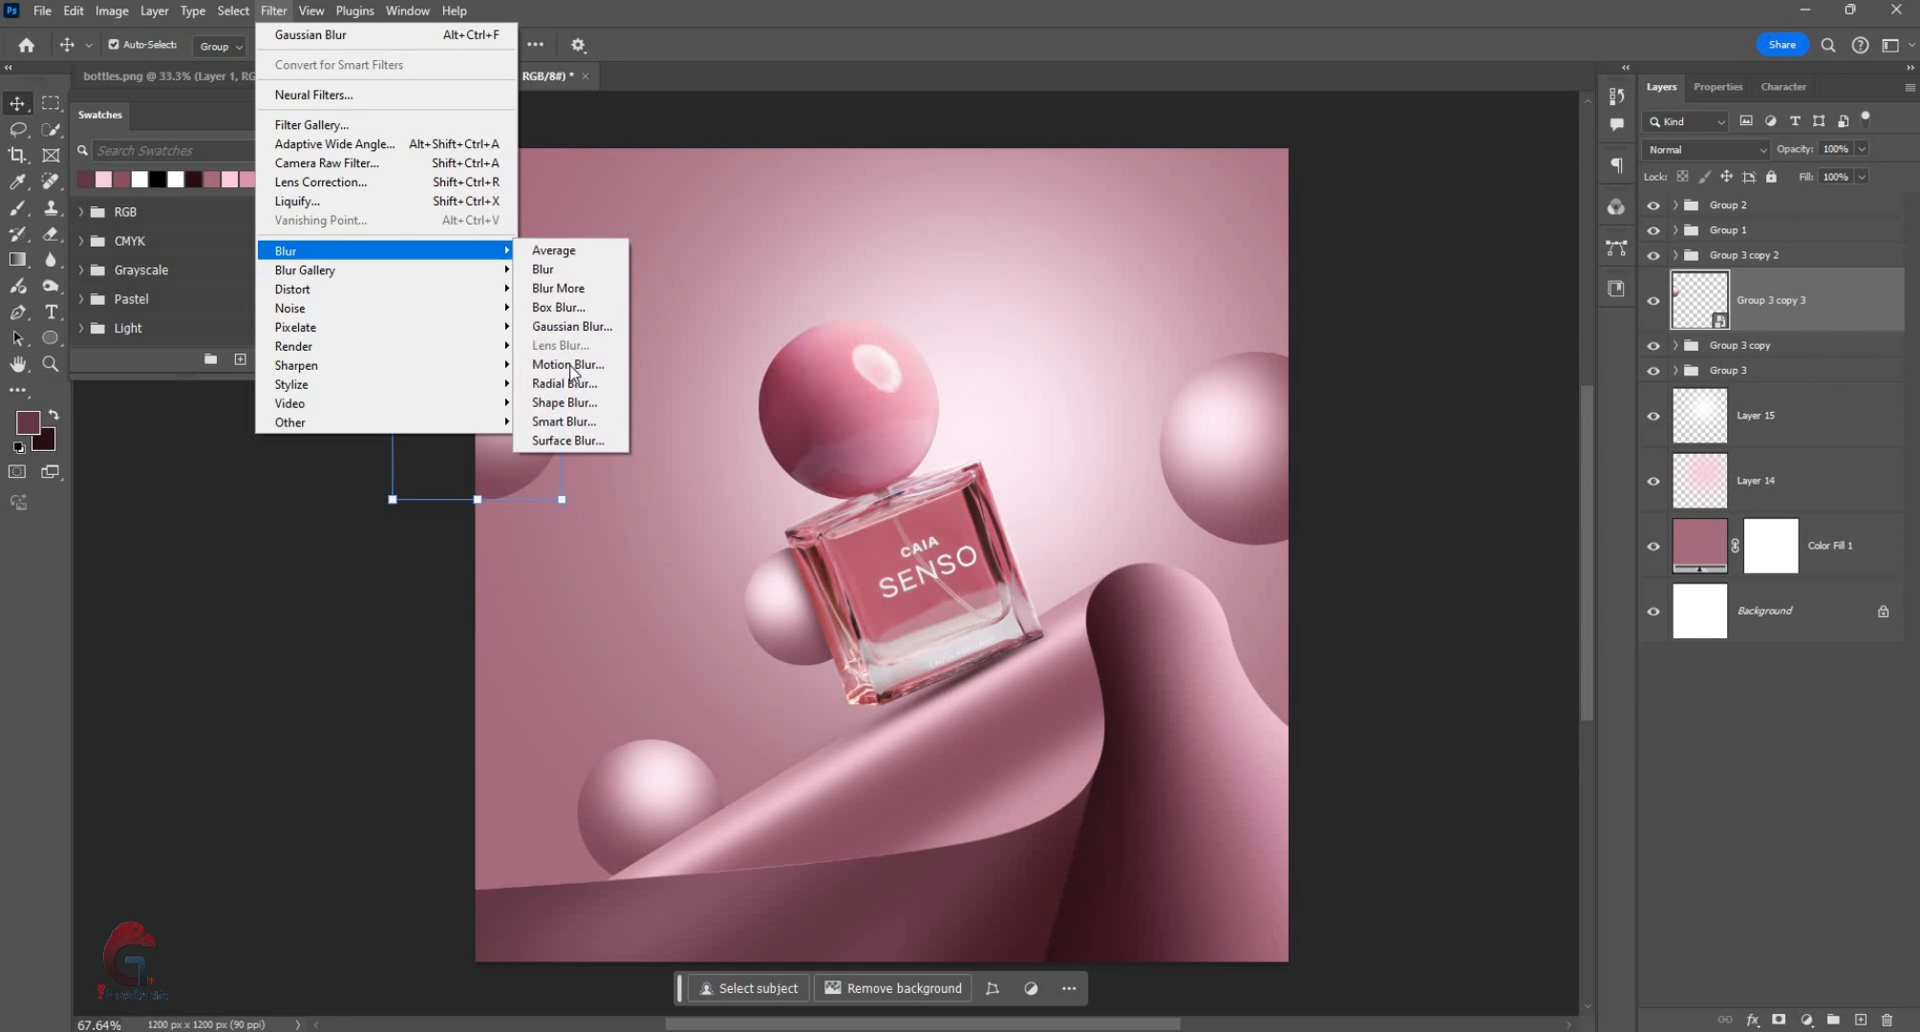 Ps File Edit Image Layer Type Select Filter View Plugins Window Help
Auto-Select: Group
Share
bottles.png @ 33.3% (Layer 1, RG
RGB/8#) *
Gaussian Blur Alt+Ctrl+F
Convert for Smart Filters
Neural Filters...
Filter Gallery...
Adaptive Wide Angle... Alt+Shift+Ctrl+A
Camera Raw Filter... Shift+Ctrl+A
Lens Correction... Shift+Ctrl+R
Liquify... Shift+Ctrl+X
Vanishing Point... Alt+Ctrl+V
Blur
Blur Gallery
Distort
Noise
Pixelate
Render
Sharpen
Stylize
Video
Other
Average
Blur
Blur More
Box Blur...
Gaussian Blur...
Lens Blur...
Motion Blur...
Radial Blur...
Shape Blur...
Smart Blur...
Surface Blur...
Swatches
Search Swatches
RGB
CMYK
Grayscale
Pastel
Light
CAIA
SENSO
Select subject Remove background
67.64% 1200 px x 1200 px (90 ppi)
Layers Properties Character
Kind
Normal Opacity: 100%
Lock: Fill: 100%
Group 2
Group 1
Group 3 copy 2
Group 3 copy 3
Group 3 copy
Group 3
Layer 15
Layer 14
Color Fill 1
Background